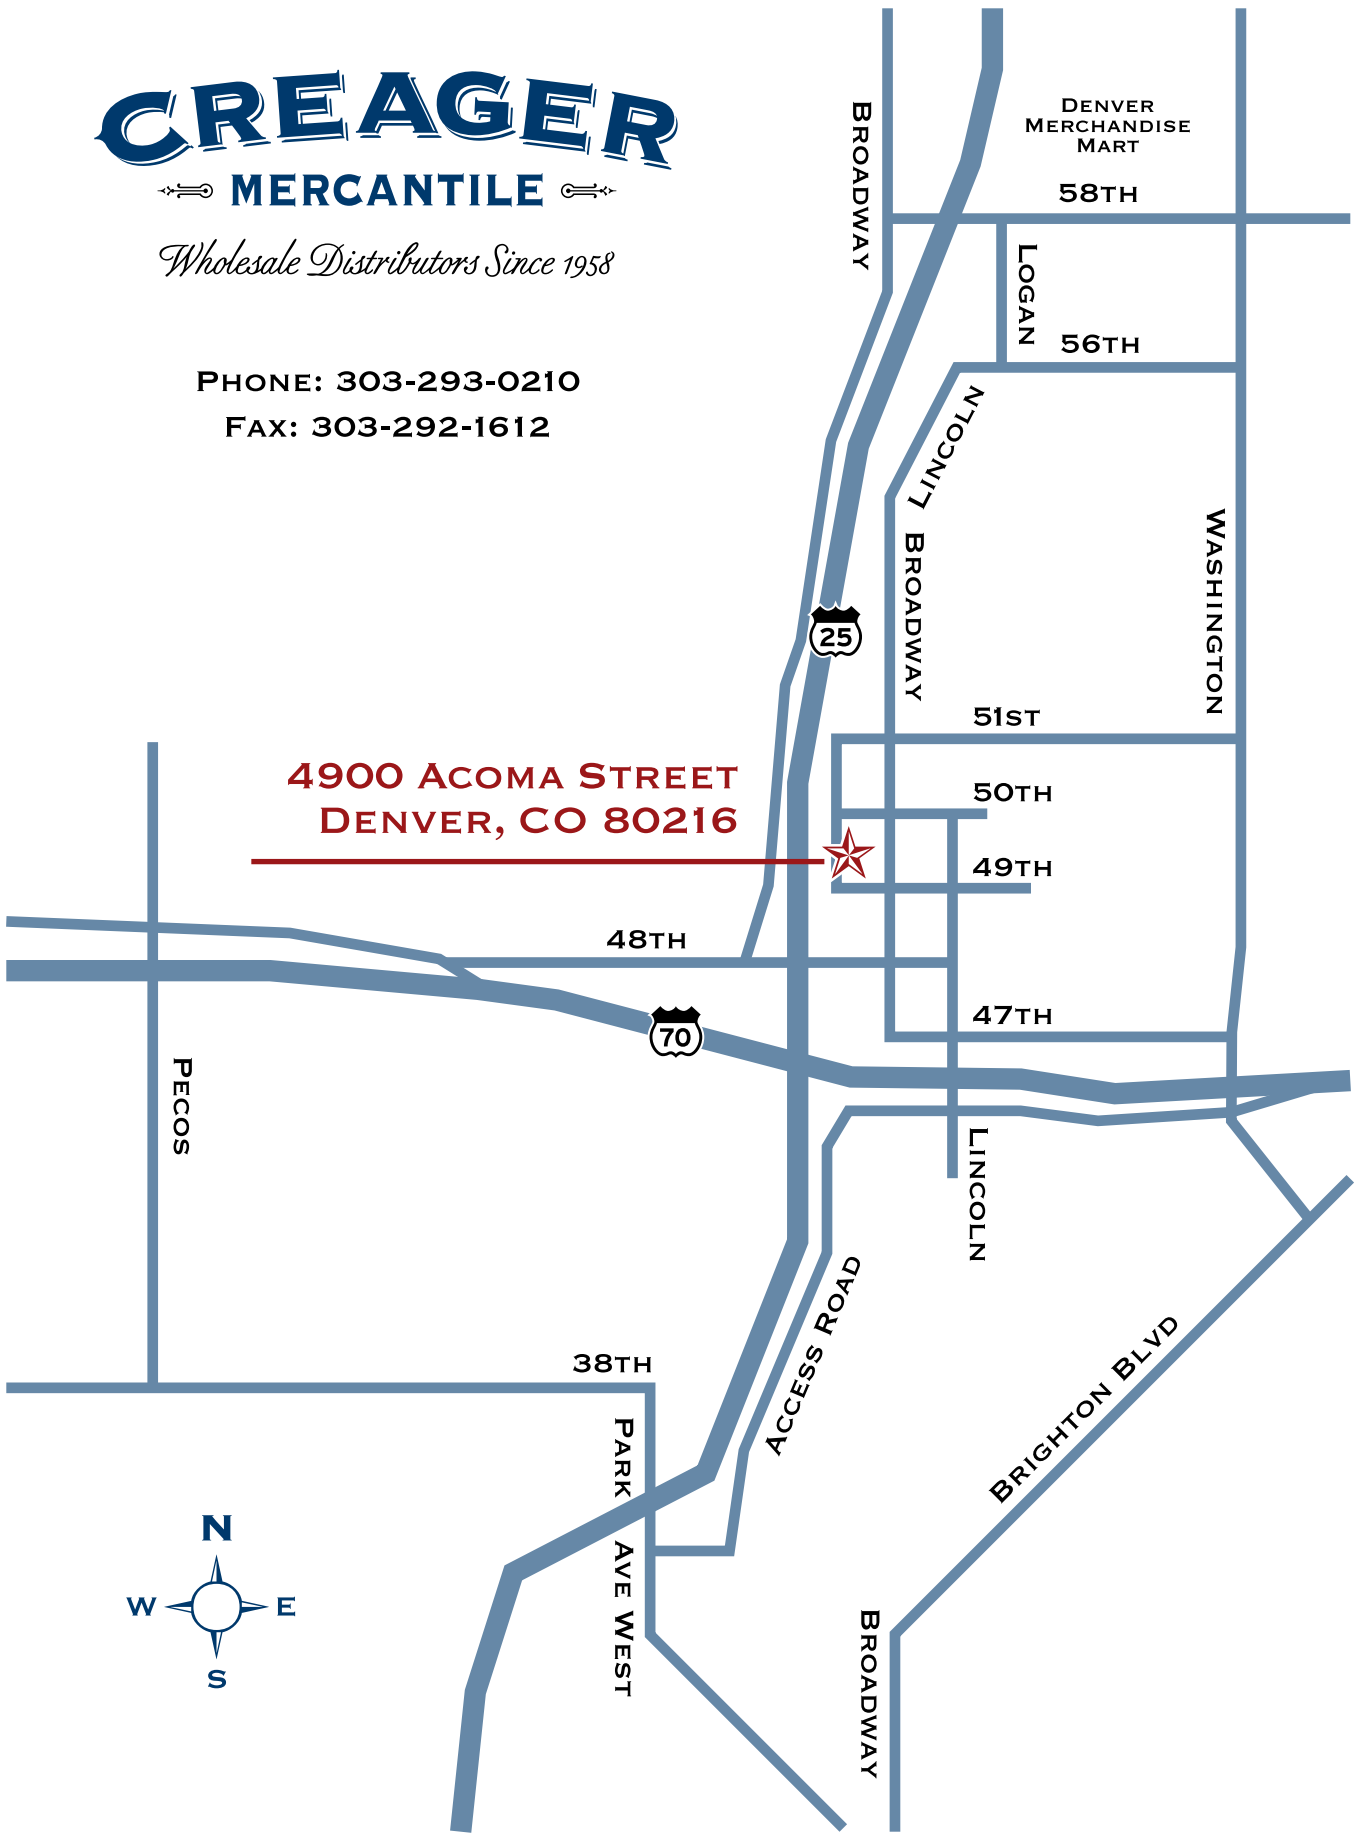 CREAGER
MERCANTILE
Wholesale Distributors Since 1958
PHONE: 303-293-0210
FAX: 303-292-1612
DENVER
MERCHANDISE
MART
BROADWAY
58TH
LOGAN
56TH
LINCOLN
BROADWAY
WASHINGTON
25
51ST
4900 ACOMA STREET
DENVER, CO 80216
50TH
49TH
48TH
47TH
70
PECOS
LINCOLN
ACCESS ROAD
38TH
BRIGHTON BLVD
PARK AVE WEST
BROADWAY
N
W E
S